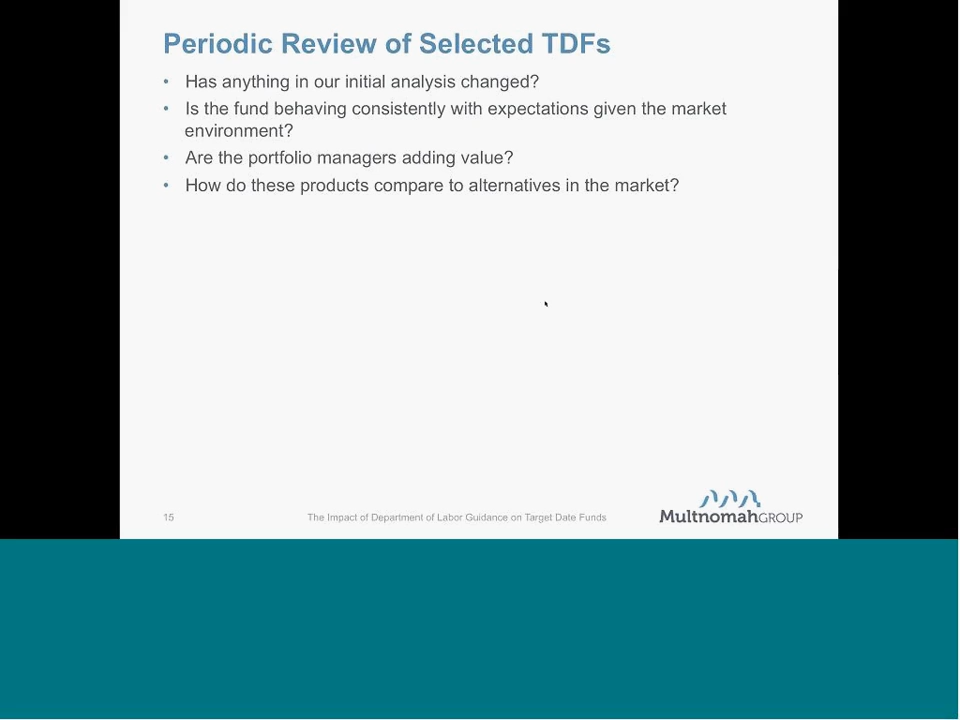 Periodic Review of Selected TDFs
• Has anything in our initial analysis changed?
• Is the fund behaving consistently with expectations given the market
environment?
• Are the portfolio managers adding value?
• How do these products compare to alternatives in the market?
15
The Impact of Department of Labor Guidance on Target Date Funds
MultnomahGROUP